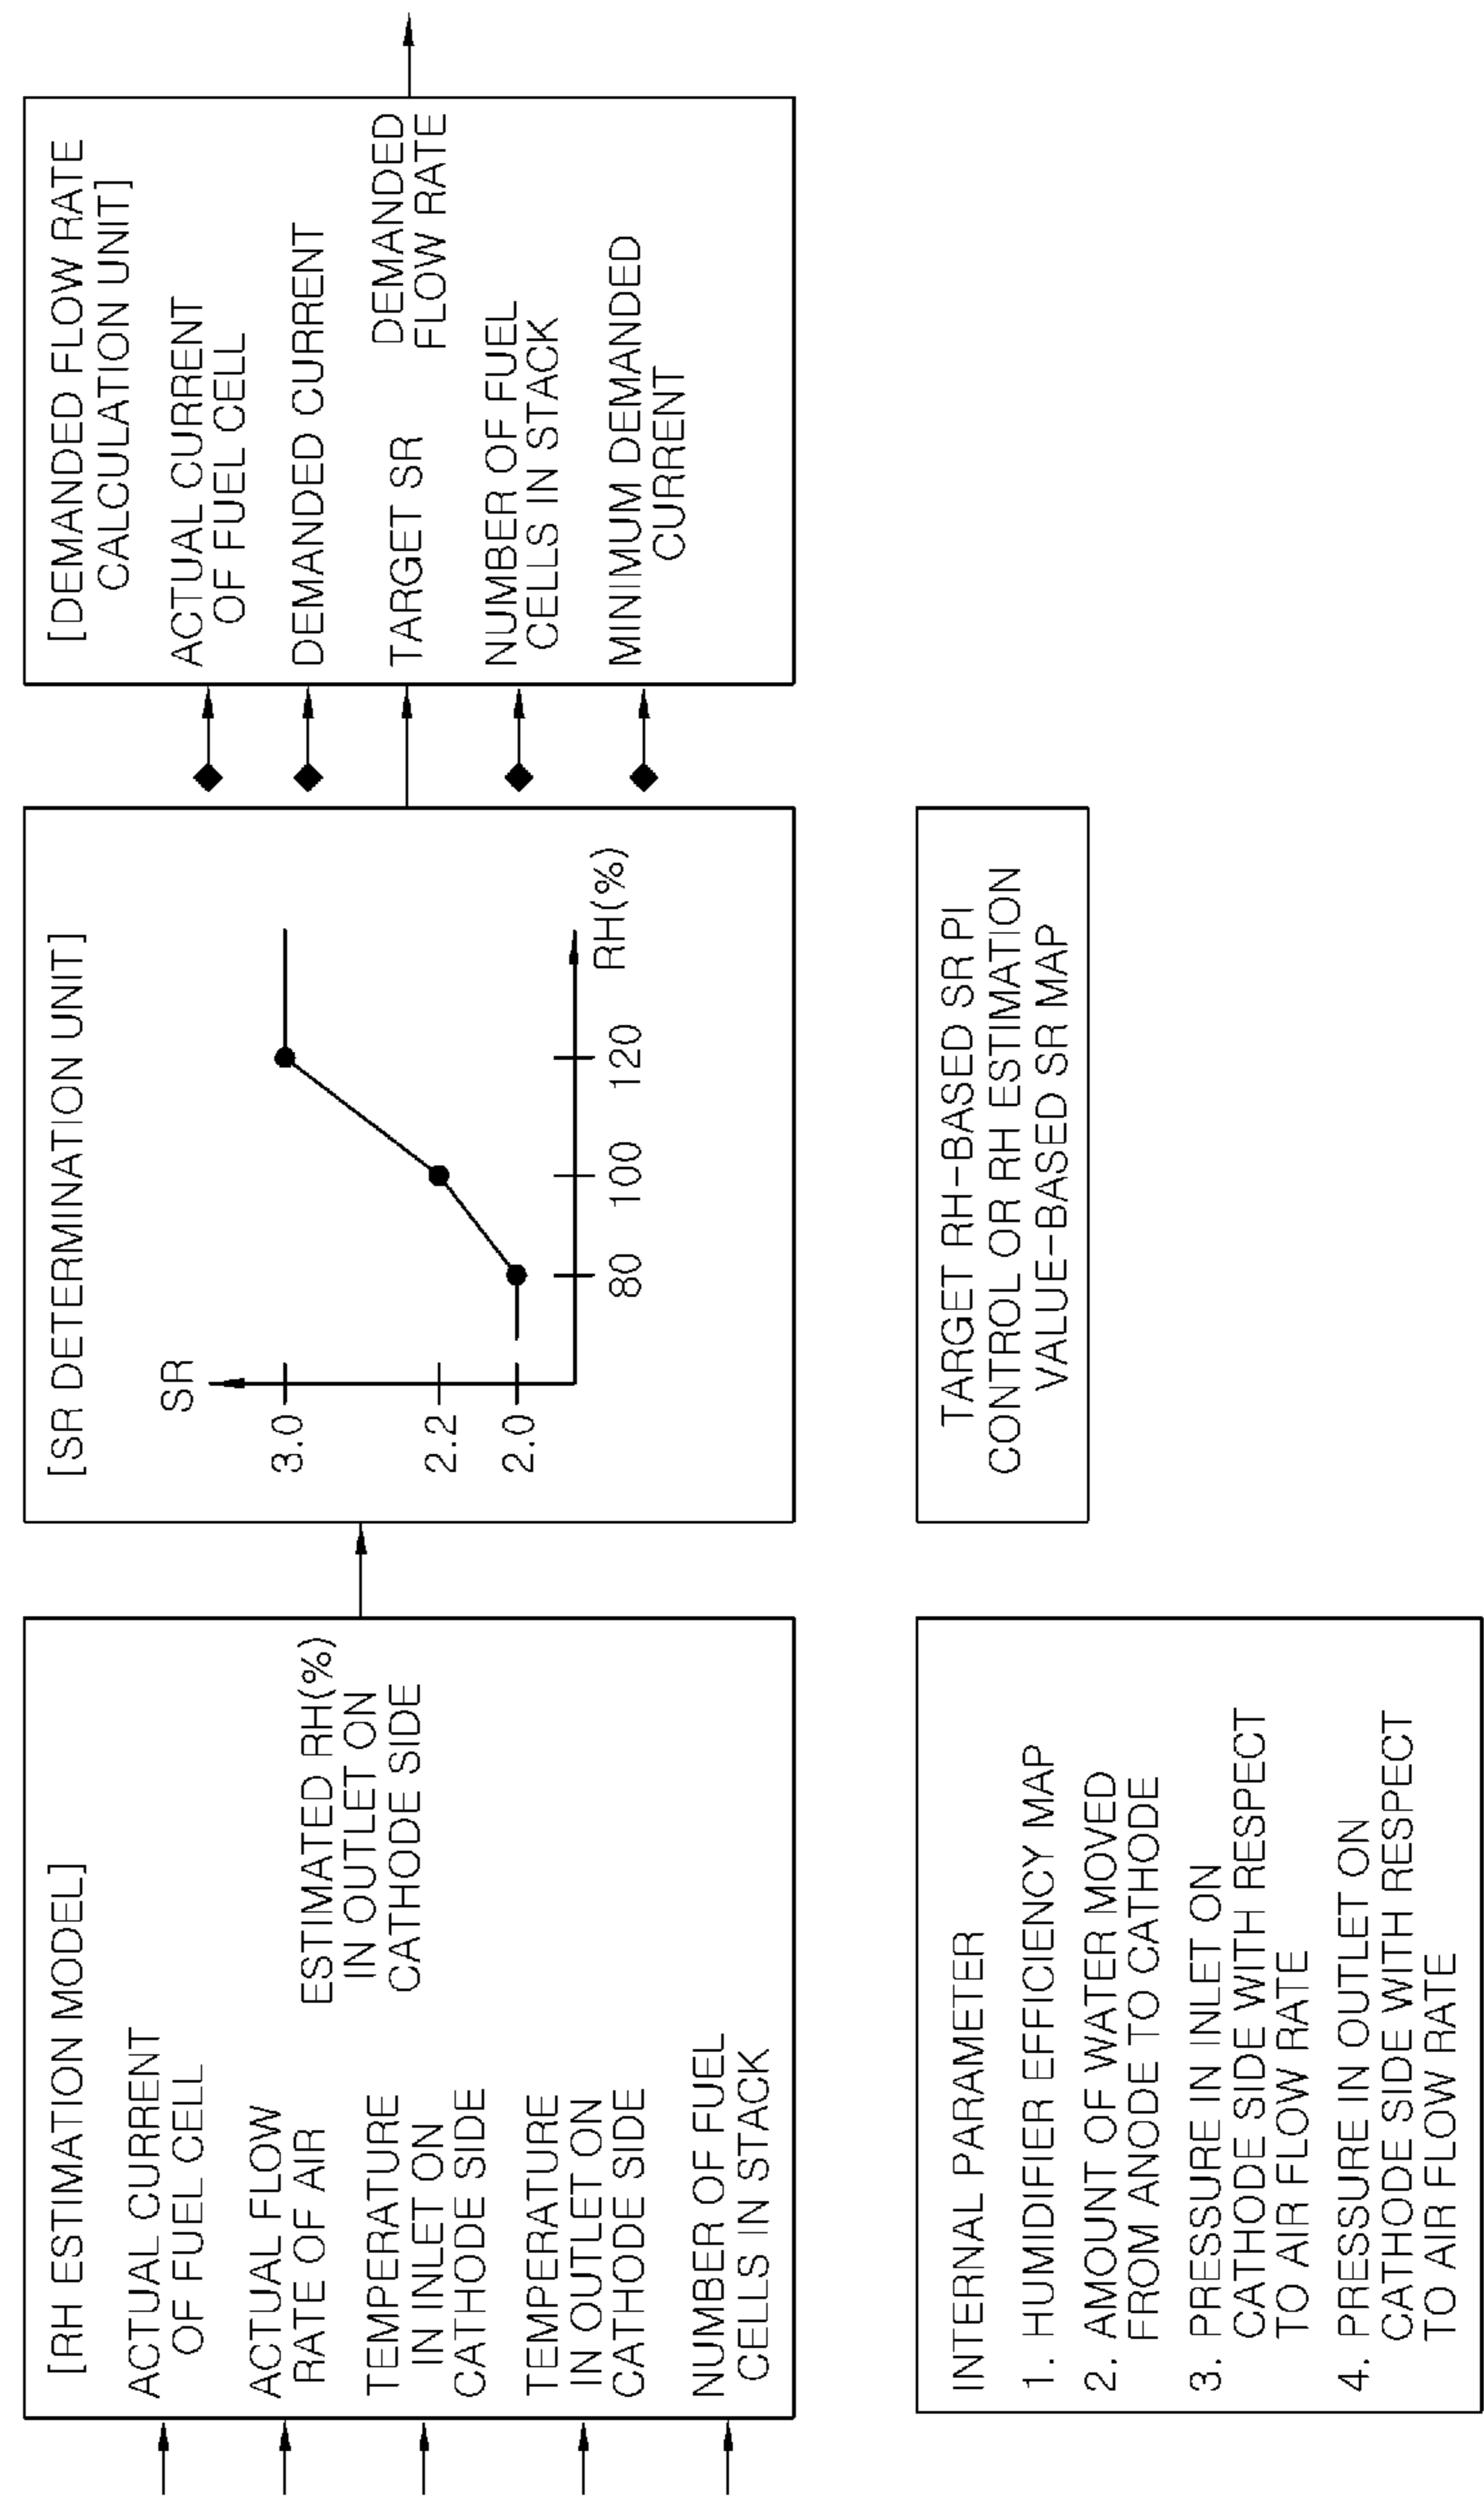 [RH ESTIMATION MODEL]
ACTUAL CURRENT
OF FUEL CELL
ACTUAL FLOW
RATE OF AIR
TEMPERATURE
IN INLET ON
CATHODE SIDE
TEMPERATURE
IN OUTLET ON
CATHODE SIDE
NUMBER OF FUEL
CELLS IN STACK
ESTIMATED RH(%)
IN OUTLET ON
CATHODE SIDE
[SR DETERMINATION UNIT]
SR
3.0
2.2
2.0
80
100
120
RH(%)
[DEMANDED FLOW RATE
CALCULATION UNIT]
ACTUAL CURRENT
OF FUEL CELL
DEMANDED CURRENT
TARGET SR
NUMBER OF FUEL
CELLS IN STACK
MINIMUM DEMANDED
CURRENT
DEMANDED
FLOW RATE
INTERNAL PARAMETER
1. HUMIDIFIER EFFICIENCY MAP
2. AMOUNT OF WATER MOVED
FROM ANODE TO CATHODE
3. PRESSURE IN INLET ON
CATHODE SIDE WITH RESPECT
TO AIR FLOW RATE
4. PRESSURE IN OUTLET ON
CATHODE SIDE WITH RESPECT
TO AIR FLOW RATE
TARGET RH-BASED SR PI
CONTROL OR RH ESTIMATION
VALUE-BASED SR MAP